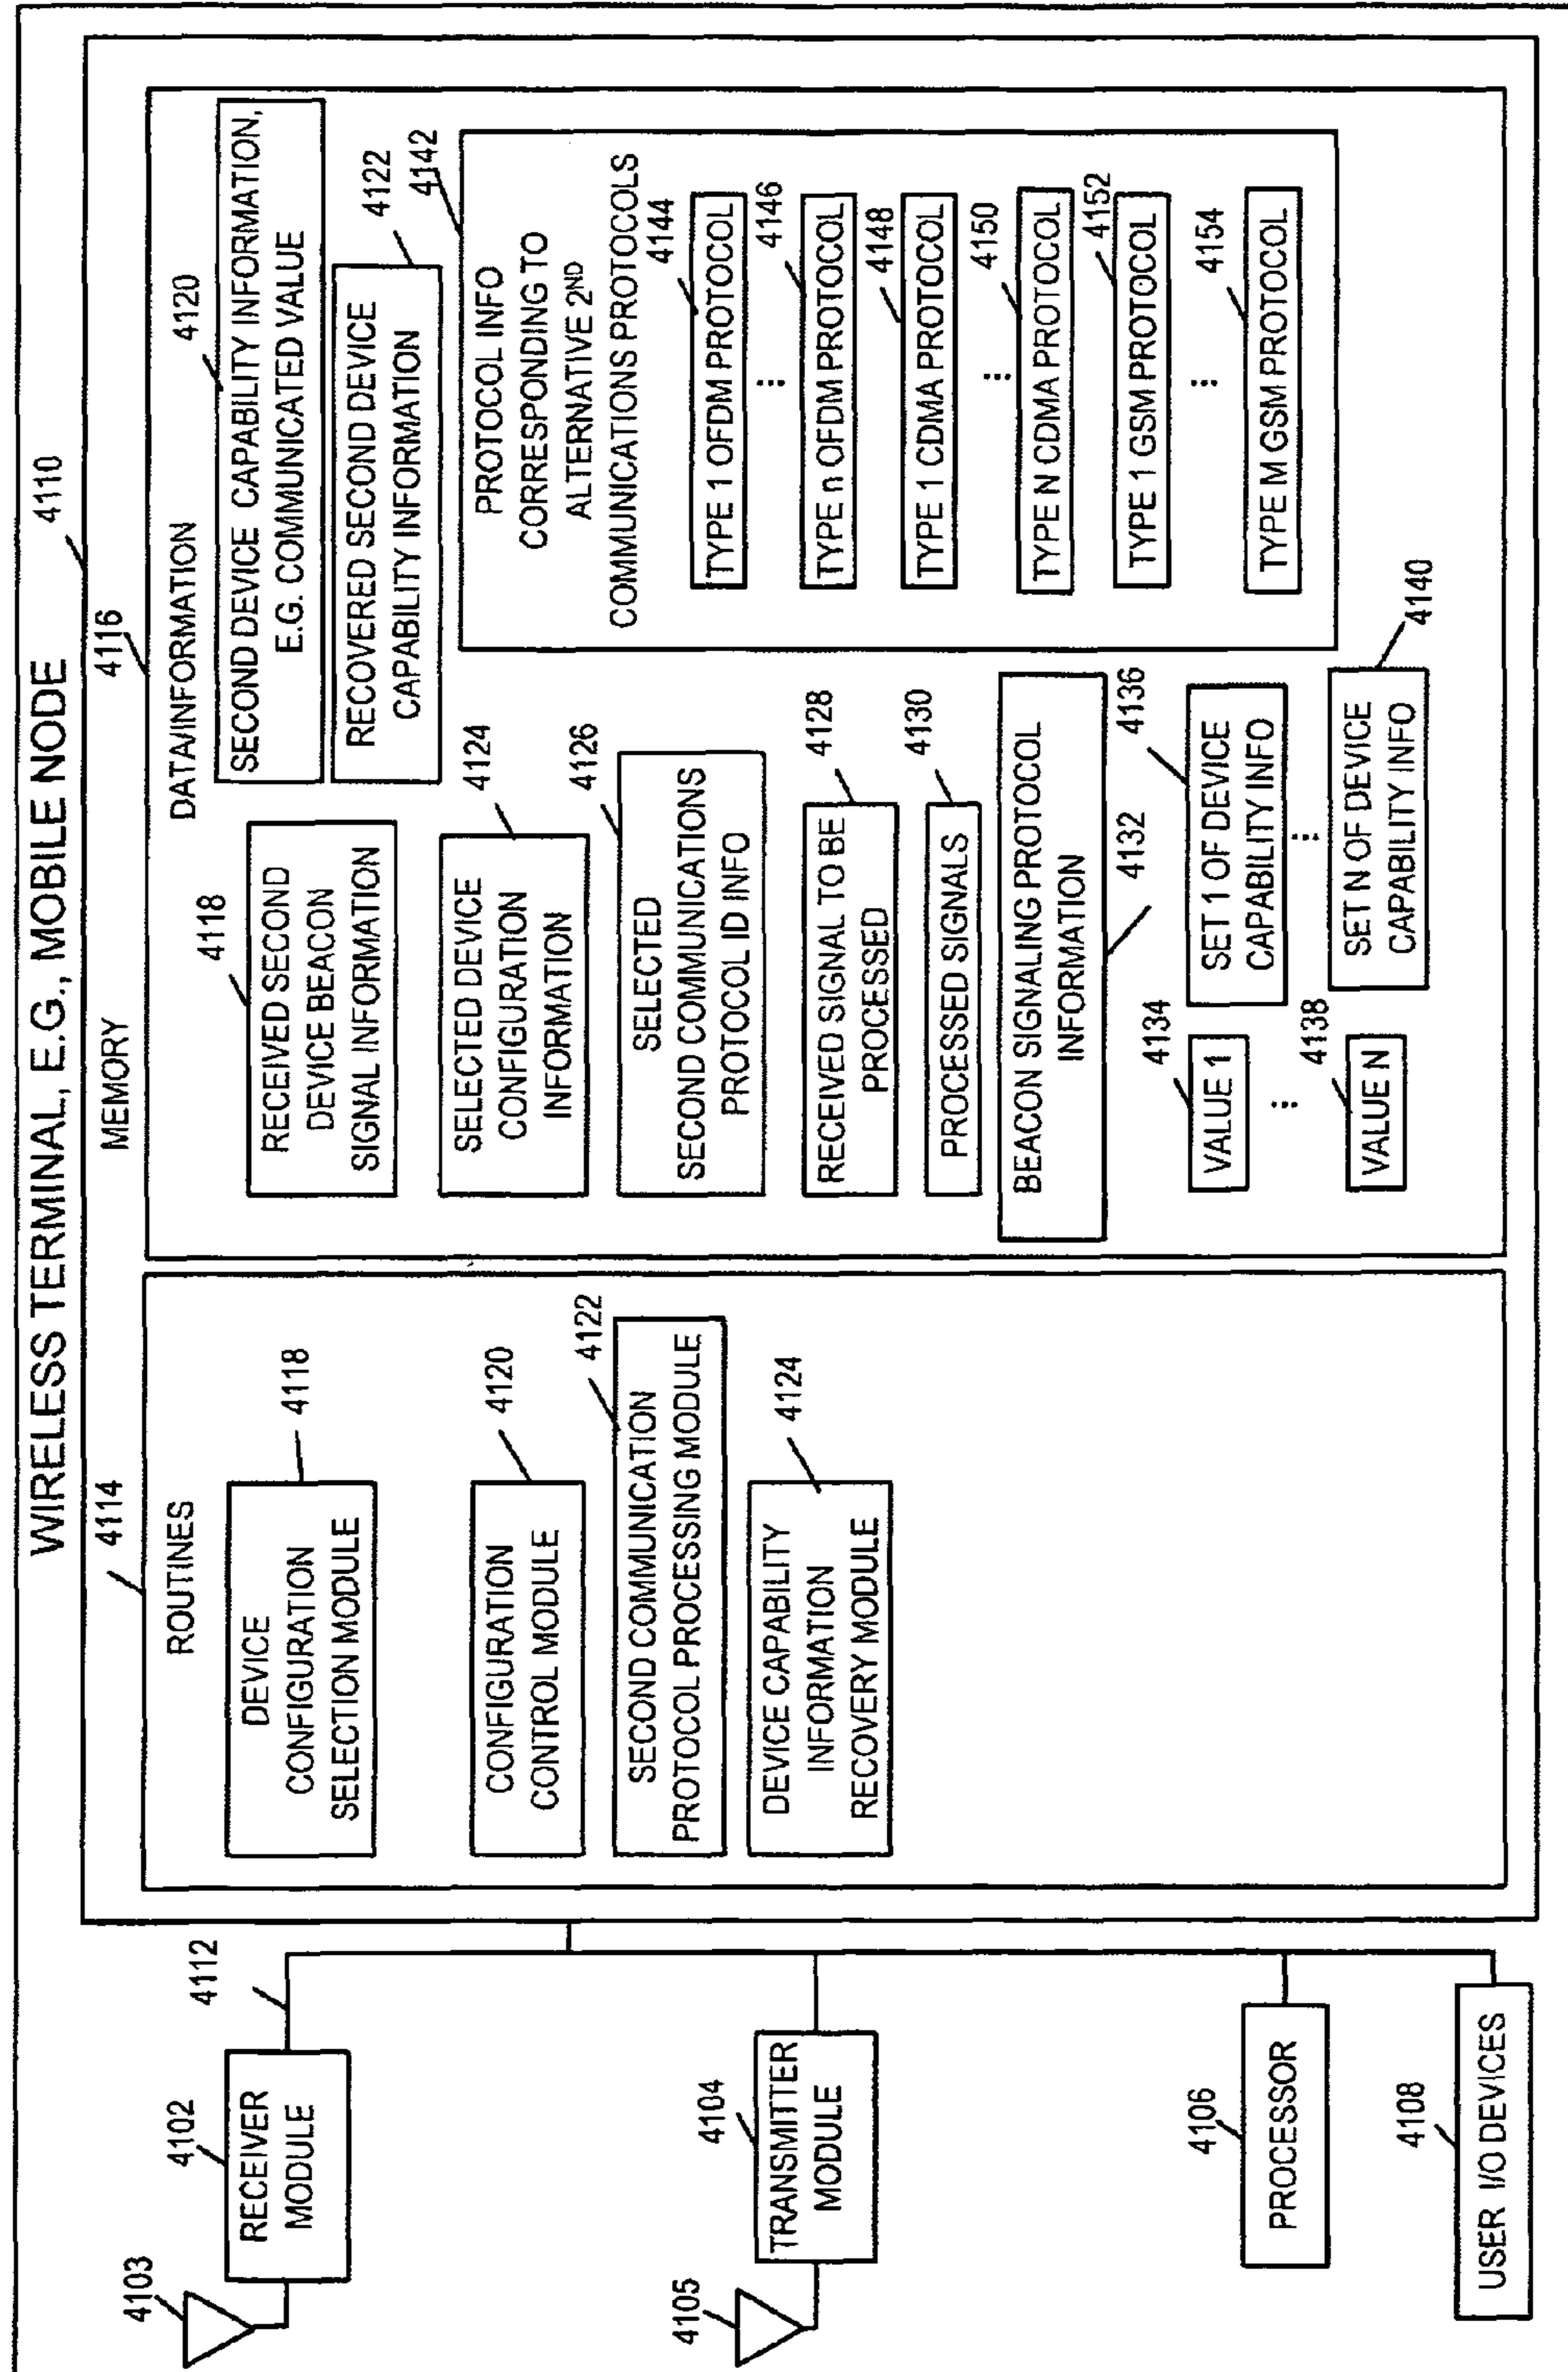 WIRELESS TERMINAL, E.G., MOBILE NODE
4110
4103
4102
RECEIVER
MODULE
4112
4105
4104
TRANSMITTER
MODULE
4106
PROCESSOR
4108
USER I/O DEVICES
MEMORY
4114
ROUTINES
DEVICE
CONFIGURATION
SELECTION MODULE
4118
CONFIGURATION
CONTROL MODULE
4120
SECOND COMMUNICATION
PROTOCOL PROCESSING MODULE
4122
DEVICE CAPABILITY
INFORMATION
RECOVERY MODULE
4124
4116
DATA/INFORMATION
4118
RECEIVED SECOND
DEVICE BEACON
SIGNAL INFORMATION
4120
SECOND DEVICE CAPABILITY INFORMATION,
E.G. COMMUNICATED VALUE
RECOVERED SECOND DEVICE
CAPABILITY INFORMATION
4122
SELECTED DEVICE
CONFIGURATION
INFORMATION
4124
SELECTED
SECOND COMMUNICATIONS
PROTOCOL ID INFO
4126
RECEIVED SIGNAL TO BE
PROCESSED
4128
PROCESSED SIGNALS
4130
BEACON SIGNALING PROTOCOL
INFORMATION
4132
4134
VALUE 1
...
4138
VALUE N
4136
SET 1 OF DEVICE
CAPABILITY INFO
...
SET N OF DEVICE
CAPABILITY INFO
4140
4142
PROTOCOL INFO
CORRESPONDING TO
ALTERNATIVE 2ND
COMMUNICATIONS PROTOCOLS
4144
TYPE 1 OFDM PROTOCOL
...
4146
TYPE n OFDM PROTOCOL
4148
TYPE 1 CDMA PROTOCOL
...
4150
TYPE N CDMA PROTOCOL
4152
TYPE 1 GSM PROTOCOL
...
4154
TYPE M GSM PROTOCOL